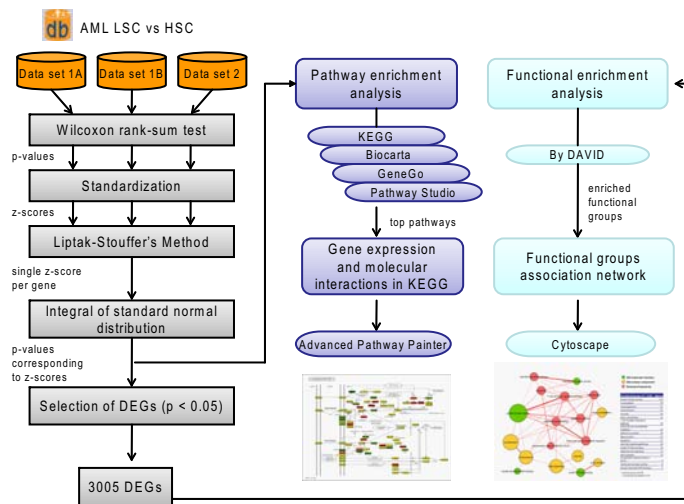 db
AML LSC vs HSC
Data set 1A
Data set 1B
Data set 2
Wilcoxon rank-sum test
p-values
Standardization
z-scores
Liptak-Stouffer's Method
single z-score
per gene
Integral of standard normal
distribution
p-values
corresponding
to z-scores
Selection of DEGs (p < 0.05)
3005 DEGs
Pathway enrichment
analysis
KEGG
Biocarta
GeneGo
Pathway Studio
top pathways
Gene expression
and molecular
interactions in KEGG
Advanced Pathway Painter
Functional enrichment
analysis
By DAVID
enriched
functional
groups
Functional groups
association network
Cytoscape